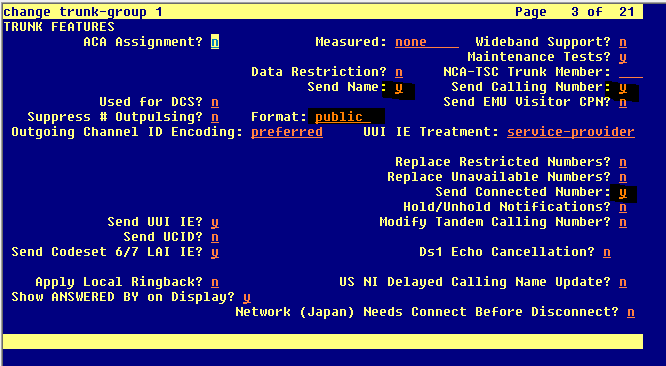 change trunk-group 1 Page 3 of 21
TRUNK FEATURES
ACA Assignment? n Measured: none Wideband Support? n
Maintenance Tests? y
Data Restriction? n NCA-TSC Trunk Member:
Send Name: y Send Calling Number: y
Used for DCS? n Send EMU Visitor CPN? n
Suppress # Outpulsing? n Format: public
Outgoing Channel ID Encoding: preferred UUI IE Treatment: service-provider
Replace Restricted Numbers? n
Replace Unavailable Numbers? n
Send Connected Number: y
Hold/Unhold Notifications? n
Send UUI IE? y Modify Tandem Calling Number? n
Send UCID? n
Send Codeset 6/7 LAI IE? y Ds1 Echo Cancellation? n
Apply Local Ringback? n US NI Delayed Calling Name Update? n
Show ANSWERED BY on Display? y
Network (Japan) Needs Connect Before Disconnect? n